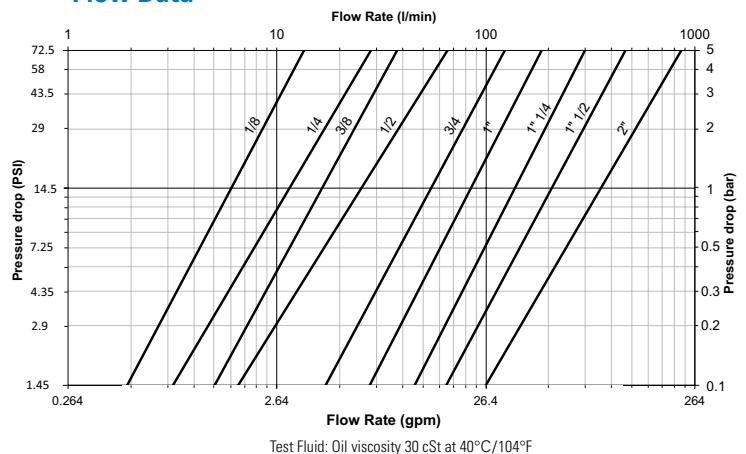 Flow Data
Flow Rate (l/min)
1 10 100 1000
72.5 5
58 4
43.5 3
29 2
14.5 1
7.25 0.5
4.35 0.3
2.9 0.2
1.45 0.1
Pressure drop (PSI)
Pressure drop (bar)
1/8 1/4 3/8 1/2 3/4 1" 1" 1/4 1" 1/2 2"
0.264 2.64 26.4 264
Flow Rate (gpm)
Test Fluid: Oil viscosity 30 cSt at 40°C/104°F